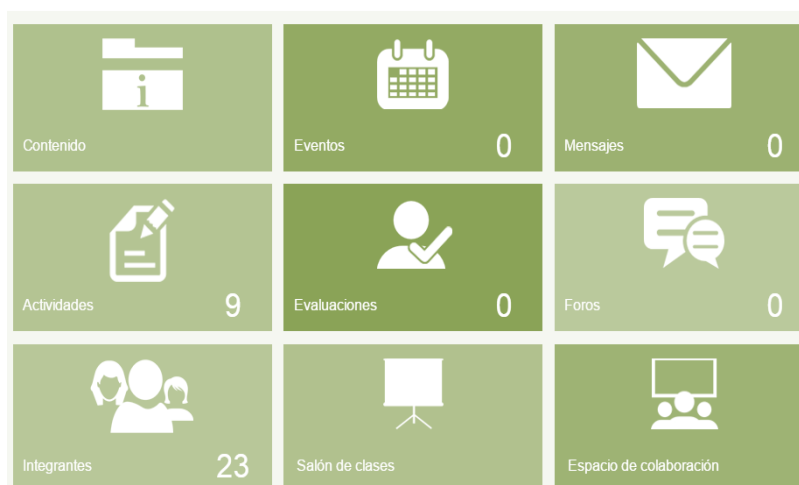 i
Contenido
Eventos 0
Mensajes 0
Actividades 9
Evaluaciones 0
Foros 0
Integrantes 23
Salón de clases
Espacio de colaboración